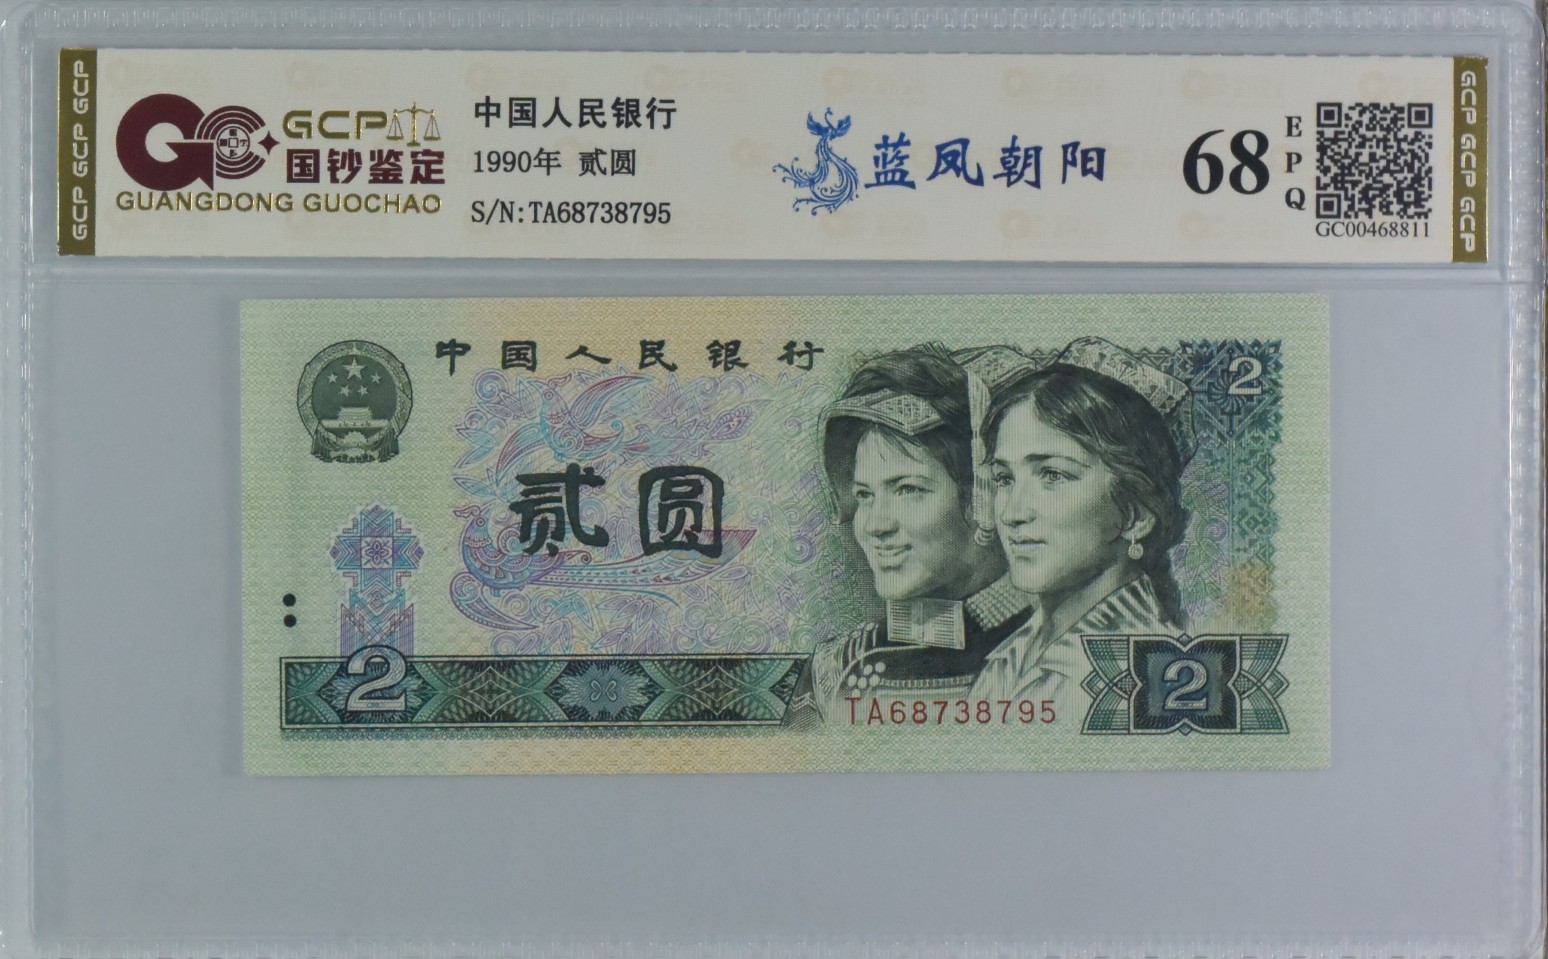 GCP GCP GCP
GCP
国钞鉴定
GUANGDONG GUOCHAO
中国人民银行
1990年 贰圆
S/N:TA68738795
蓝凤朝阳
68
EPQ
GC00468811
GCP GCP GCP
中国人民银行
2
贰圆
2
TA68738795
2